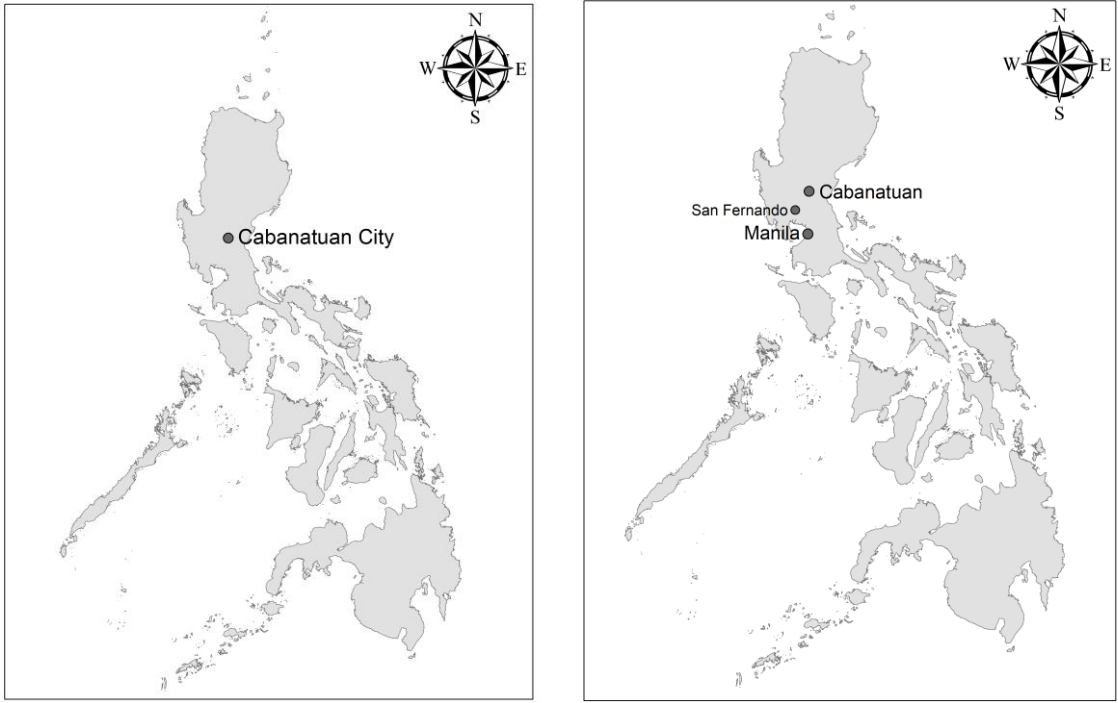 N
W E
S
Cabanatuan City
N
W E
S
Cabanatuan
San Fernando
Manila